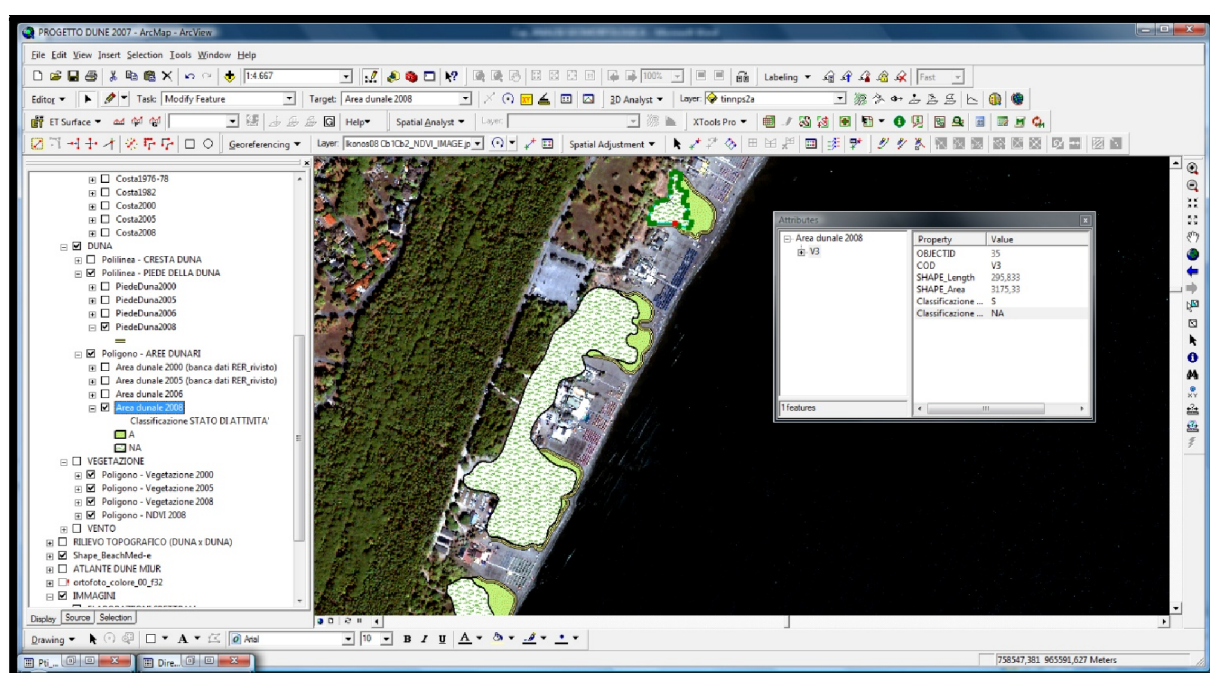 PROGETTO DUNE 2007 - ArcMap - ArcView
File Edit View Insert Selection Tools Window Help
1:4.667 100% Labeling Fast
Editor Task: Modify Feature Target: Area dunale 2008 3D Analyst Layer: tinnps2a
ET Surface Help Spatial Analyst Layer: XTools Pro
Georeferencing Layer: Ikonos08 Cb1Cb2_NDVI_IMAGE.jp Spatial Adjustment
Costa1976-78
Costa1982
Costa2000
Costa2005
Costa2008
DUNA
Polilinea - CRESTA DUNA
Polilinea - PIEDE DELLA DUNA
PiedeDuna2000
PiedeDuna2005
PiedeDuna2006
PiedeDuna2008
Poligono - AREE DUNARI
Area dunale 2000 (banca dati RER_rivisto)
Area dunale 2005 (banca dati RER_rivisto)
Area dunale 2006
Area dunale 2008
Classificazione STATO DI ATTIVITA'
A
NA
VEGETAZIONE
Poligono - Vegetazione 2000
Poligono - Vegetazione 2005
Poligono - Vegetazione 2008
Poligono - NDVI 2008
VENTO
RILIEVO TOPOGRAFICO (DUNA x DUNA)
Shape_BeachMed-e
ATLANTE DUNE MIUR
ortofoto_colore_00_f32
IMMAGINI
Display Source Selection
Attributes
Area dunale 2008
V3
1 features
Property Value
OBJECTID 35
COD V3
SHAPE_Length 295,833
SHAPE_Area 3175,33
Classificazione ... S
Classificazione ... NA
Drawing A Arial 10 B I U A
Pti_... Dire...
758547,381 965591,627 Meters